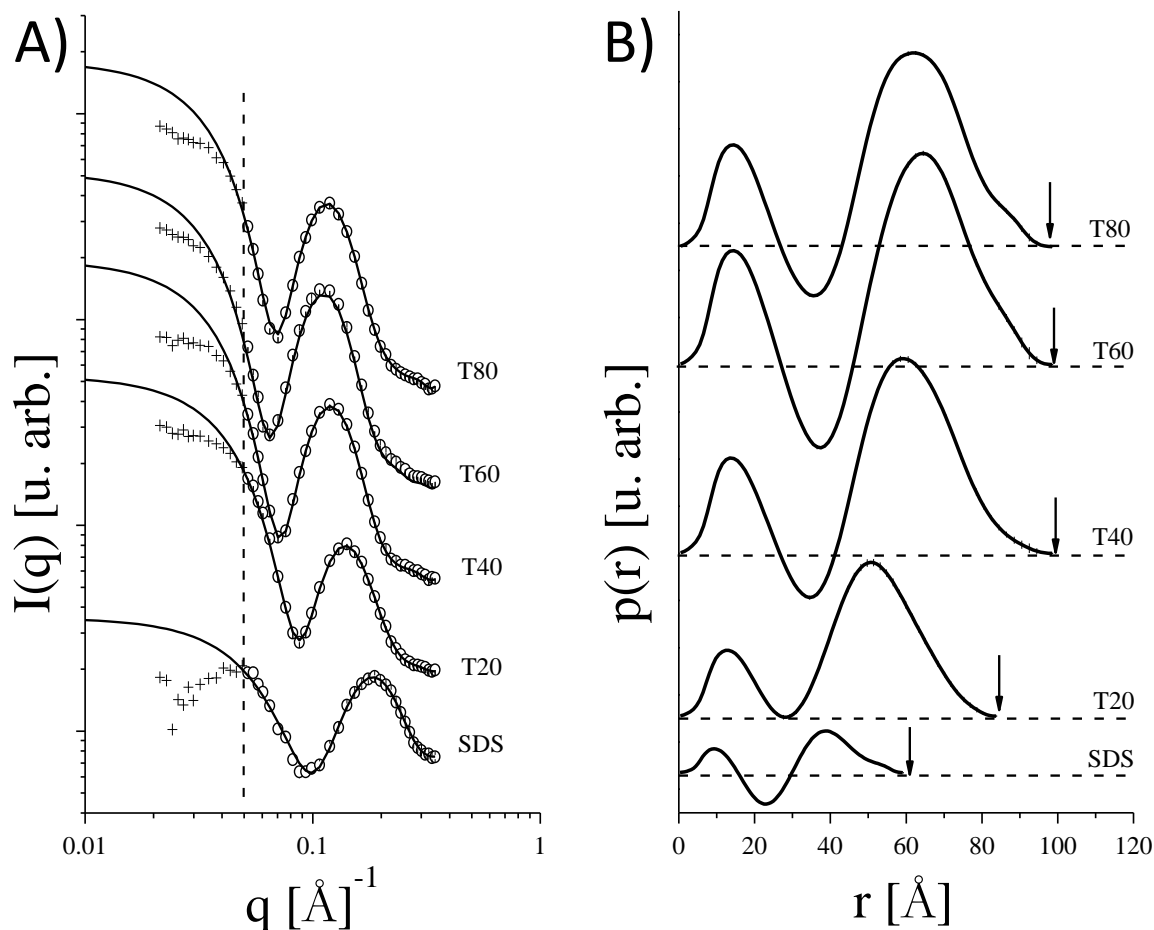 A)
I(q) [u. arb.]
T80
T60
T40
T20
SDS
0.01
0.1
1
q [Å]-1
B)
p(r) [u. arb.]
T80
T60
T40
T20
SDS
0
20
40
60
80
100
120
r [Å]